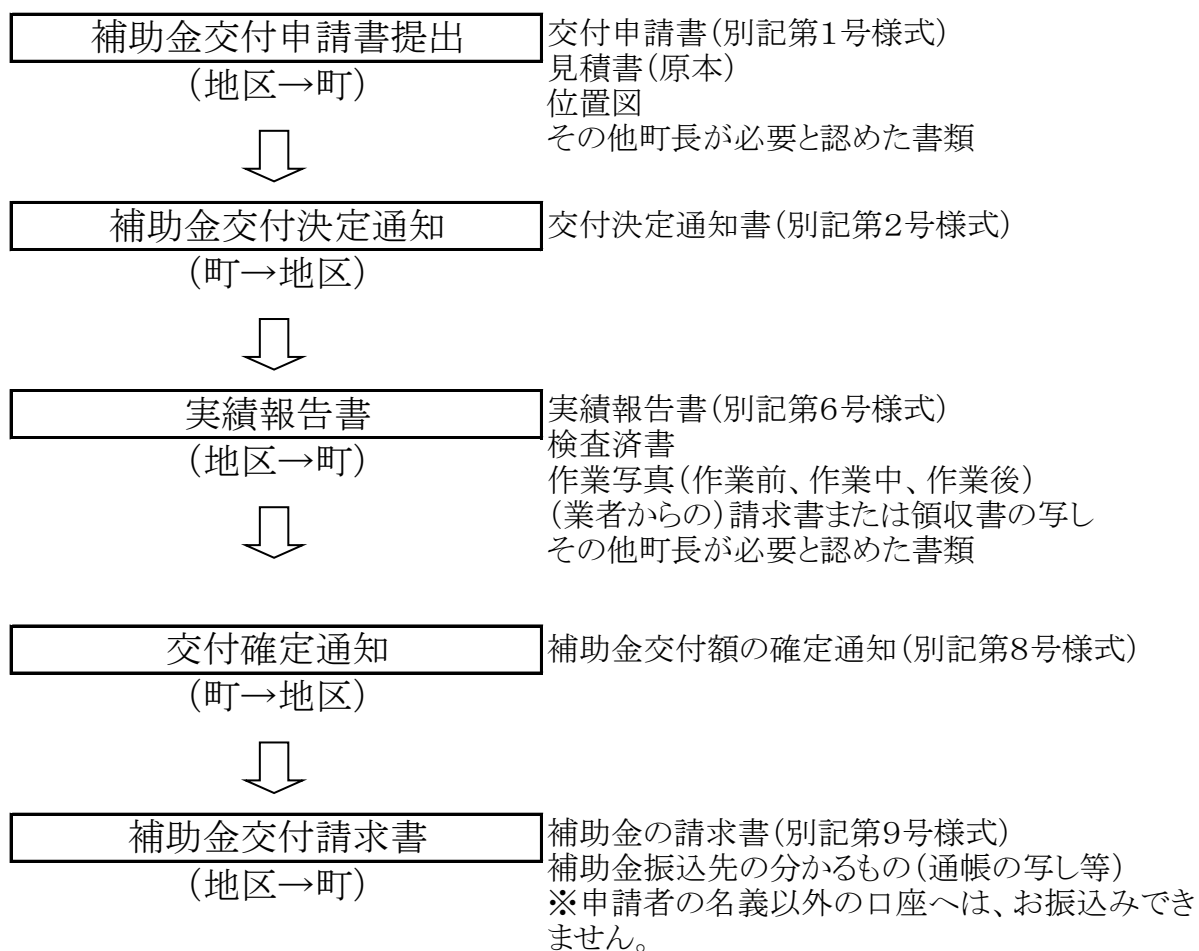 補助金交付申請書提出
(地区→町)
交付申請書(別記第1号様式)
見積書(原本)
位置図
その他町長が必要と認めた書類
補助金交付決定通知
(町→地区)
交付決定通知書(別記第2号様式)
実績報告書
(地区→町)
実績報告書(別記第6号様式)
検査済書
作業写真(作業前、作業中、作業後)
(業者からの)請求書または領収書の写し
その他町長が必要と認めた書類
交付確定通知
(町→地区)
補助金交付額の確定通知(別記第8号様式)
補助金交付請求書
(地区→町)
補助金の請求書(別記第9号様式)
補助金振込先の分かるもの(通帳の写し等)
※申請者の名義以外の口座へは、お振込みでき
ません。